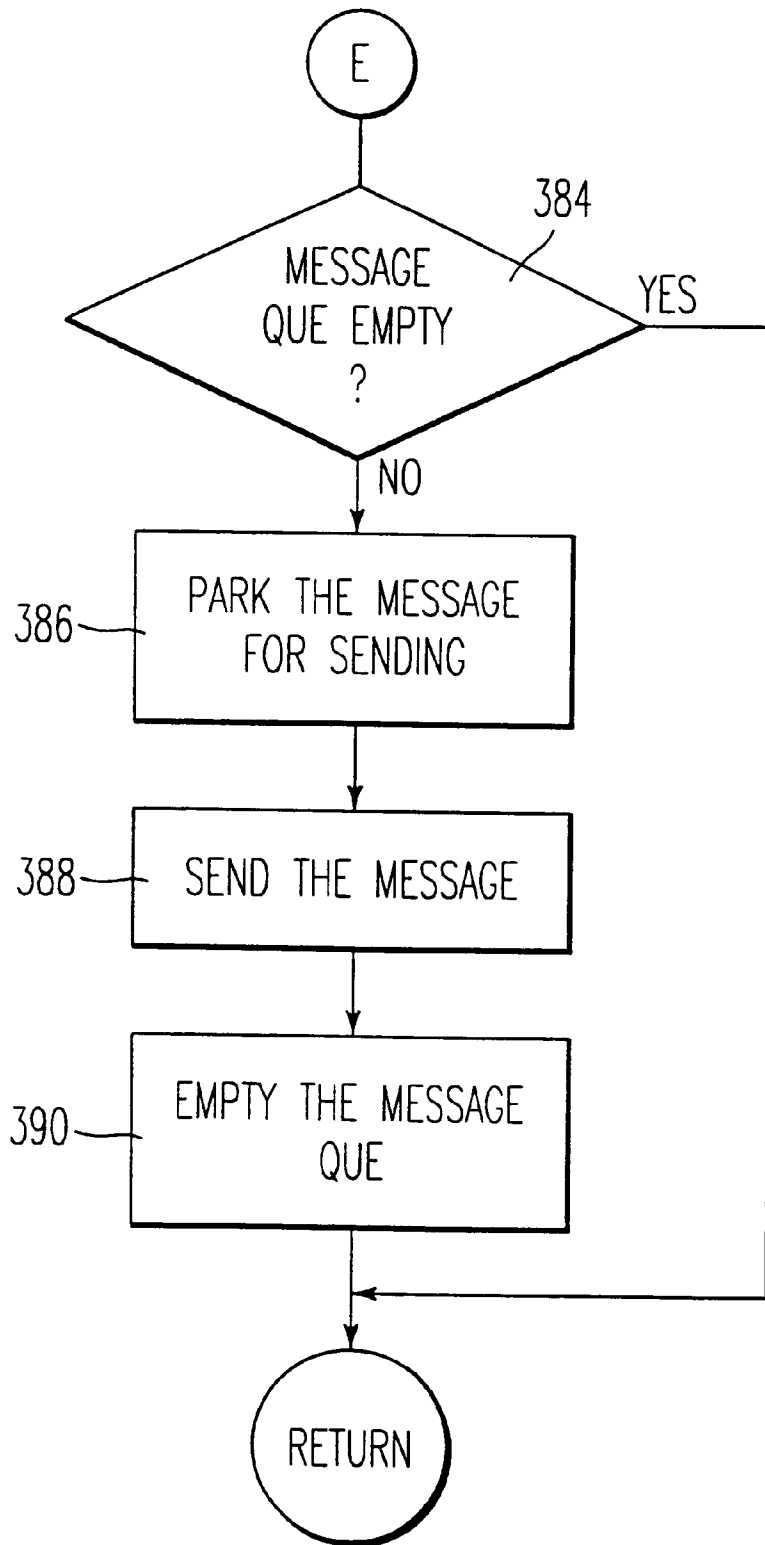 E
384
MESSAGE
QUE EMPTY
?
YES
NO
386
PARK THE MESSAGE
FOR SENDING
388
SEND THE MESSAGE
390
EMPTY THE MESSAGE
QUE
RETURN